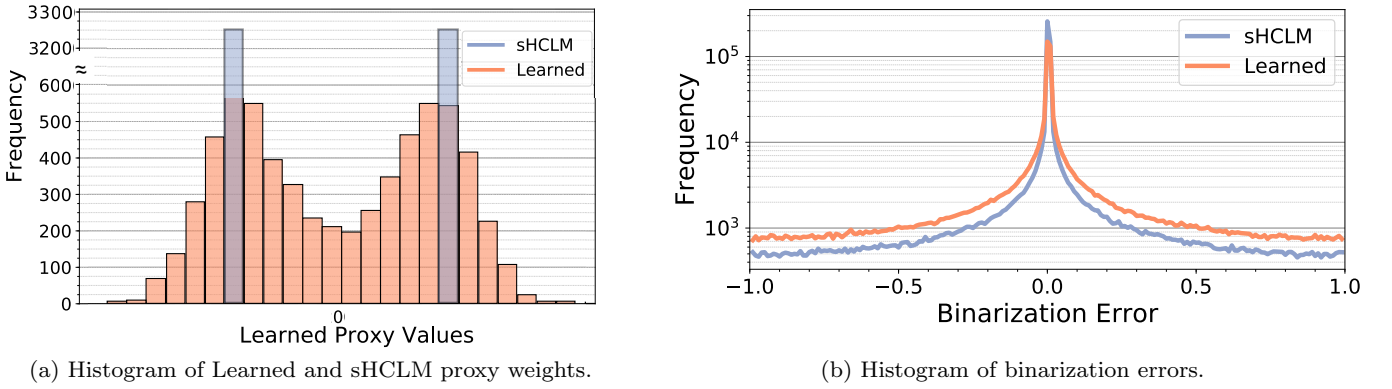 3300
3200
≈
600
500
400
300
200
100
0
Frequency
sHCLM
Learned
0
Learned Proxy Values
(a) Histogram of Learned and sHCLM proxy weights.
10^5
10^4
10^3
Frequency
sHCLM
Learned
−1.0 −0.5 0.0 0.5 1.0
Binarization Error
(b) Histogram of binarization errors.